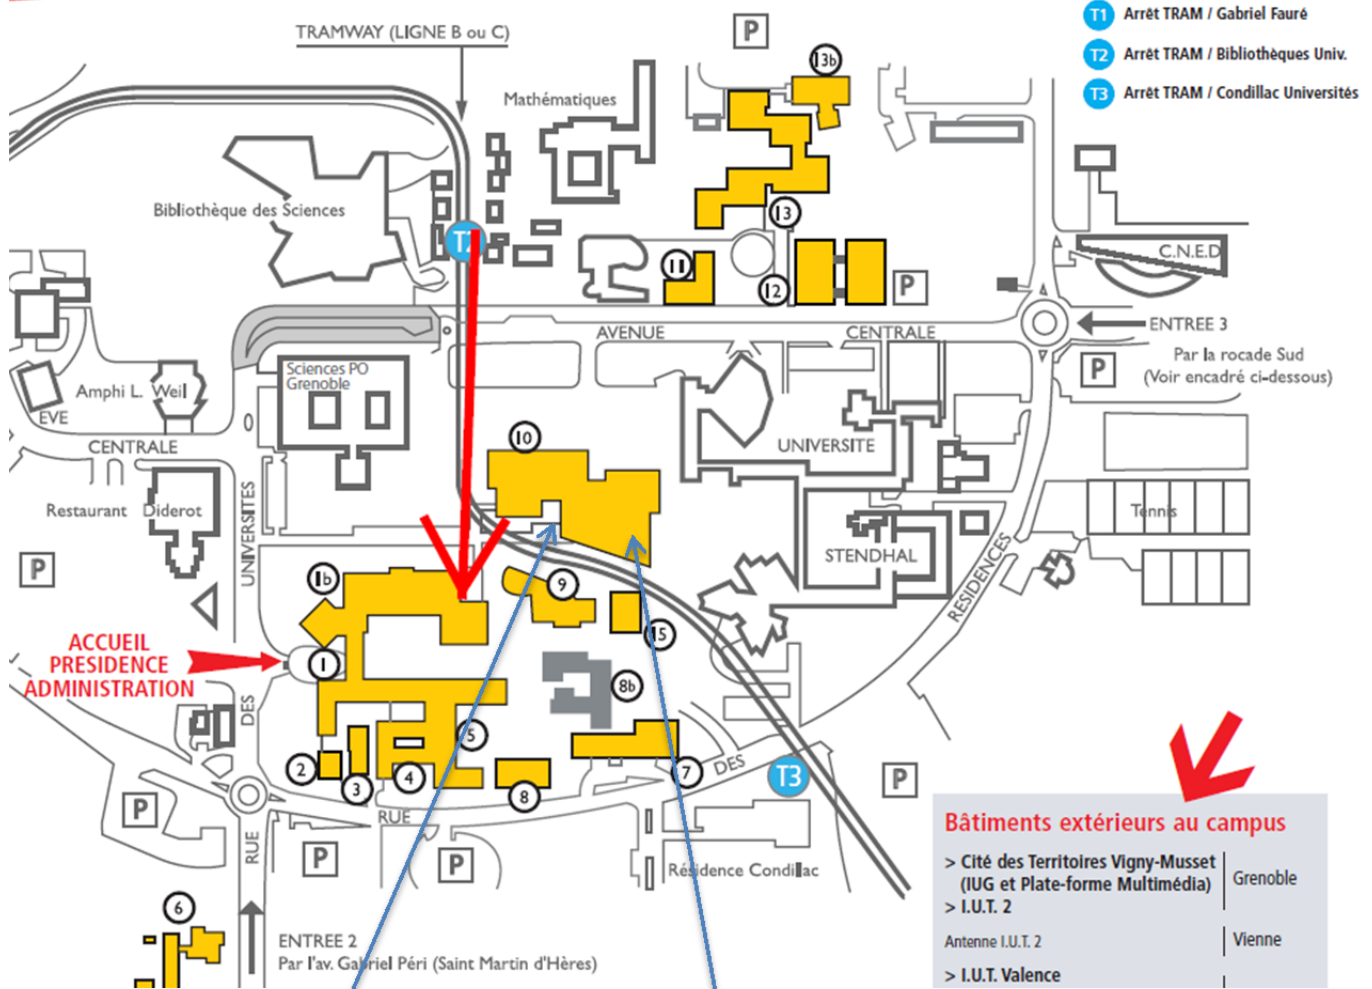 T1 Arrêt TRAM / Gabriel Fauré
T2 Arrêt TRAM / Bibliothèques Univ.
T3 Arrêt TRAM / Condillac Universités
TRAMWAY (LIGNE B ou C)
P
13b
Mathématiques
Bibliothèque des Sciences
13
T2
C.N.E.D
11
12
P
AVENUE
CENTRALE
ENTREE 3
Par la rocade Sud
(Voir encadré ci-dessous)
P
Sciences PO
Grenoble
Amphi L. Weil
EVE
CENTRALE
10
UNIVERSITE
Restaurant Diderot
UNIVERSITES
Tennis
STENDHAL
P
1b
9
RESIDENCES
15
ACCUEIL
PRESIDENCE
ADMINISTRATION
1
8b
DES
5
2
3
4
8
7
DES
T3
P
P
RUE
RUE
P
P
Résidence Condillac
6
ENTREE 2
Par l'av. Gabriel Péri (Saint Martin d'Hères)
Bâtiments extérieurs au campus
> Cité des Territoires Vigny-Musset
(IUG et Plate-forme Multimédia)
Grenoble
> I.U.T. 2
Antenne I.U.T. 2
Vienne
> I.U.T. Valence